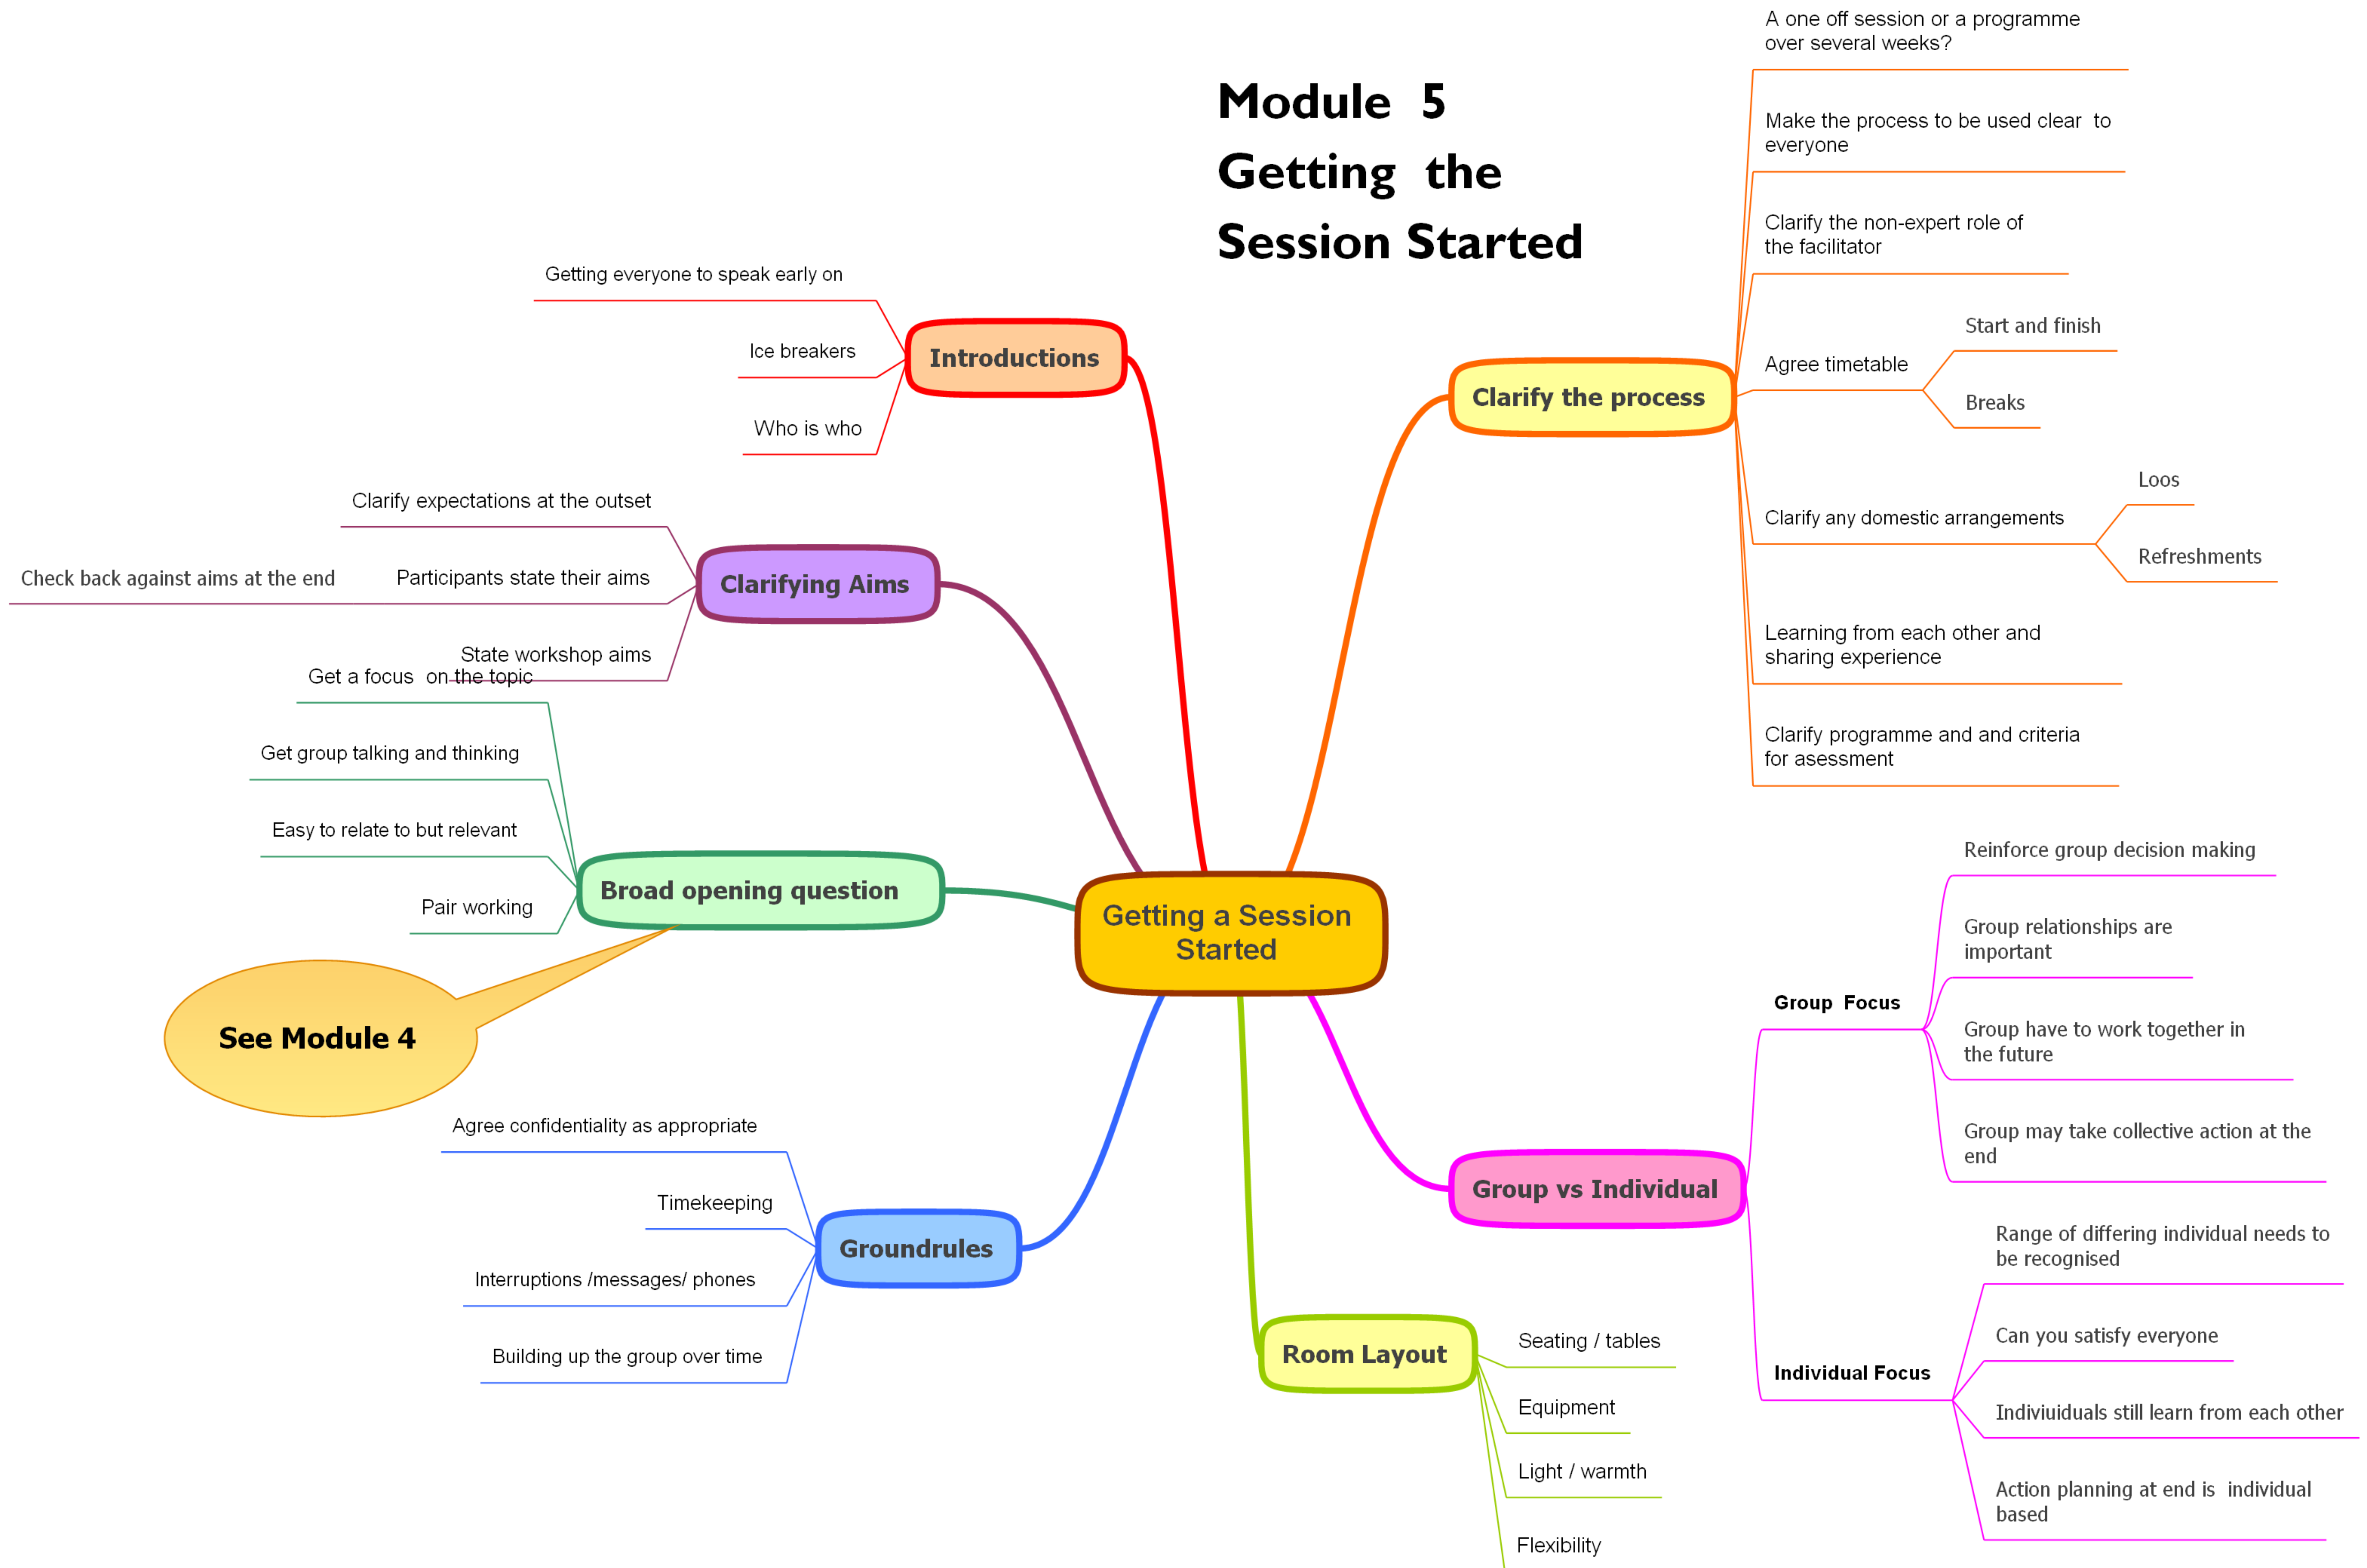 Module 5
Getting the
Session Started
Getting everyone to speak early on
Ice breakers
Who is who
Introductions
Clarify expectations at the outset
Check back against aims at the end
Participants state their aims
State workshop aims
Clarifying Aims
Get a focus on the topic
Get group talking and thinking
Easy to relate to but relevant
Pair working
Broad opening question
See Module 4
Agree confidentiality as appropriate
Timekeeping
Interruptions /messages/ phones
Building up the group over time
Groundrules
Getting a Session
Started
Clarify the process
A one off session or a programme
over several weeks?
Make the process to be used clear to
everyone
Clarify the non-expert role of
the facilitator
Agree timetable
Start and finish
Breaks
Clarify any domestic arrangements
Loos
Refreshments
Learning from each other and
sharing experience
Clarify programme and and criteria
for asessment
Group vs Individual
Group Focus
Reinforce group decision making
Group relationships are
important
Group have to work together in
the future
Group may take collective action at the
end
Individual Focus
Range of differing individual needs to
be recognised
Can you satisfy everyone
Indiviuiduals still learn from each other
Action planning at end is individual
based
Room Layout
Seating / tables
Equipment
Light / warmth
Flexibility